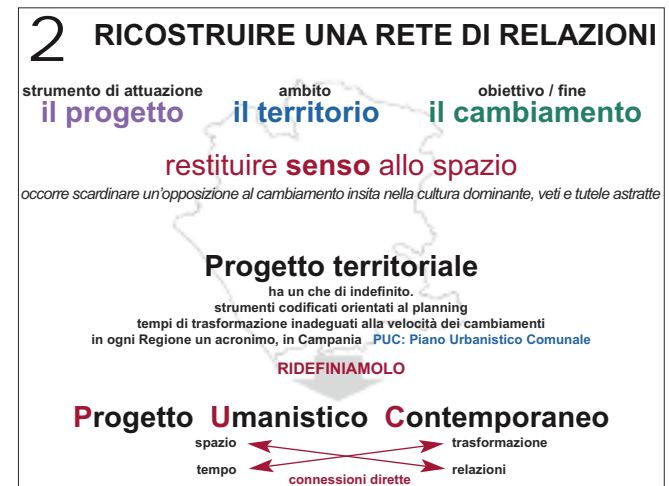 2 RICOSTRUIRE UNA RETE DI RELAZIONI
strumento di attuazione ambito obiettivo / fine
il progetto il territorio il cambiamento
restituire senso allo spazio
occorre scardinare un'opposizione al cambiamento insita nella cultura dominante, veti e tutele astratte
Progetto territoriale
ha un che di indefinito.
strumenti codificati orientati al planning
tempi di trasformazione inadeguati alla velocità dei cambiamenti
in ogni Regione un acronimo, in Campania PUC: Piano Urbanistico Comunale
RIDEFINIAMOLO
Progetto Umanistico Contemporaneo
spazio trasformazione
tempo relazioni
connessioni dirette